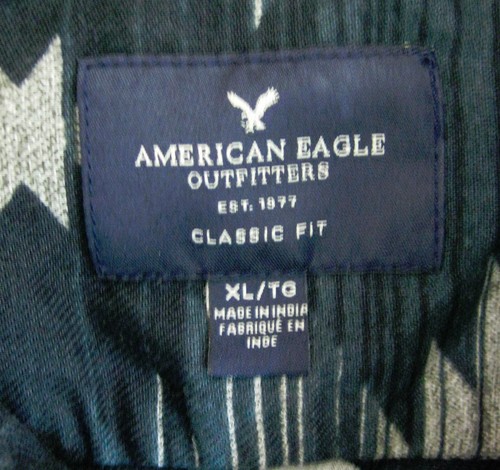 AMERICAN EAGLE
OUTFITTERS
EST. 1977
CLASSIC FIT
XL/TG
MADE IN INDIA
FABRIQUÉ EN
INDE